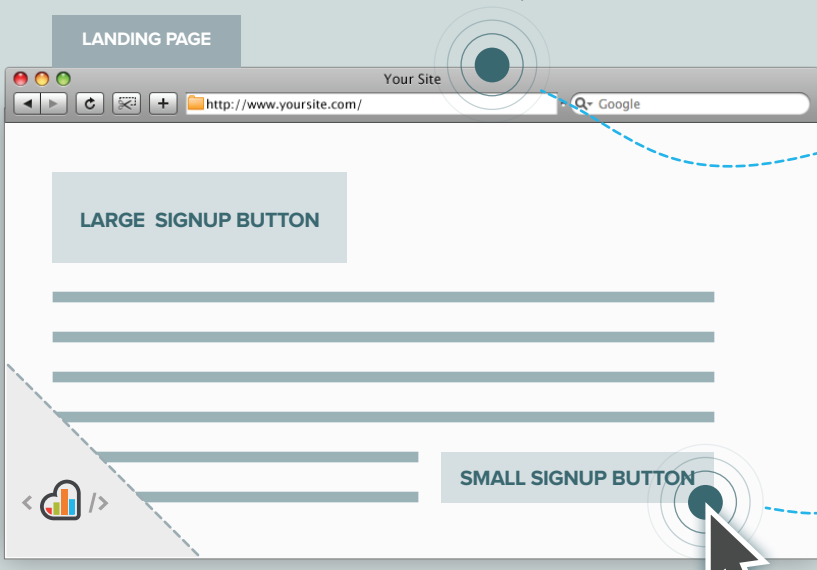 LANDING PAGE
Your Site
http://www.yoursite.com/
Google
LARGE SIGNUP BUTTON
SMALL SIGNUP BUTTON
< />